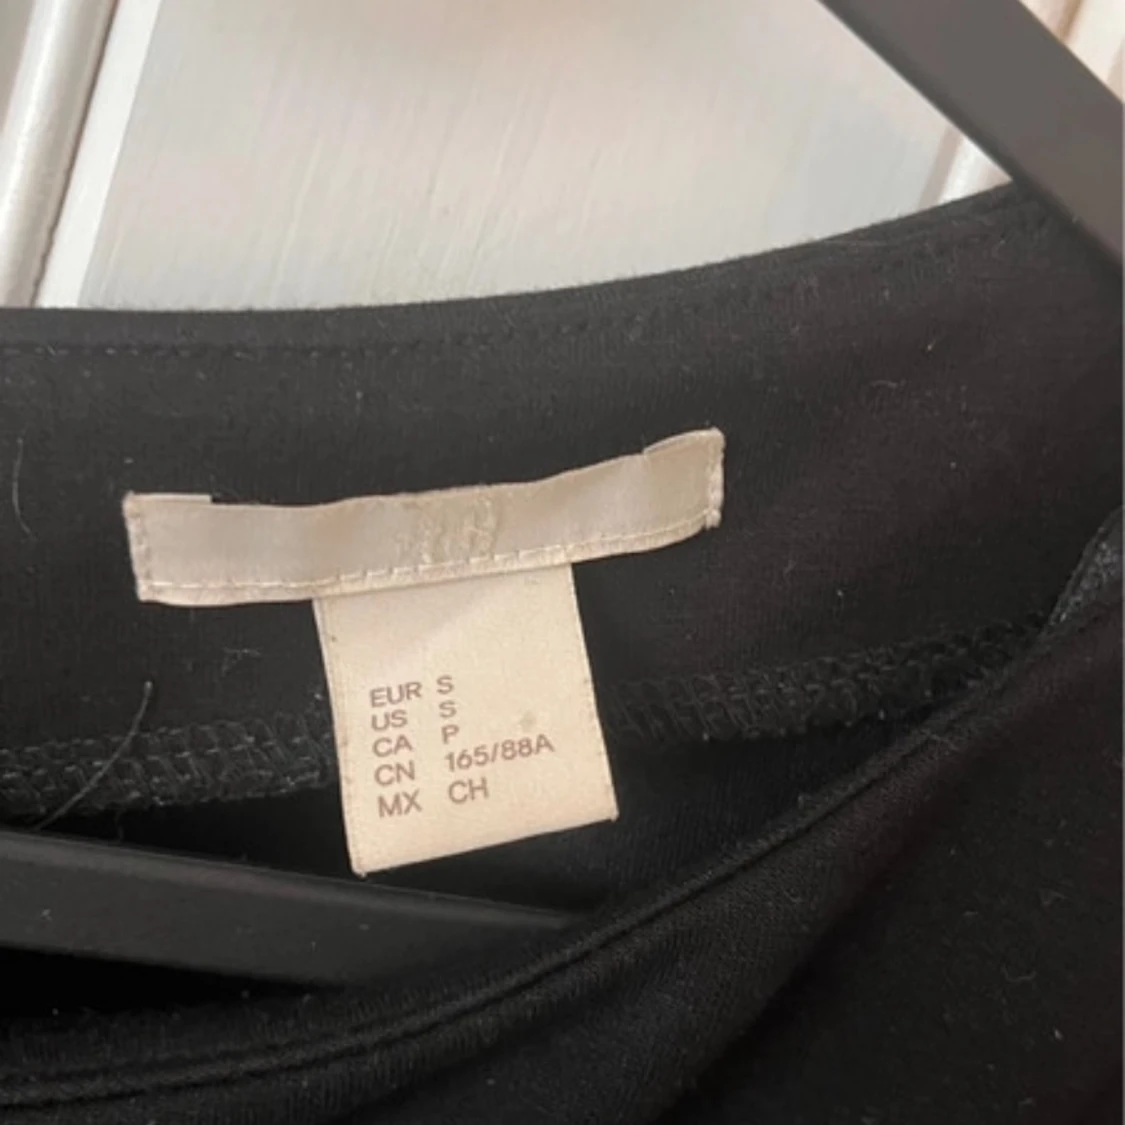 EUR S
US S
CA P
CN 165/88A
MX CH